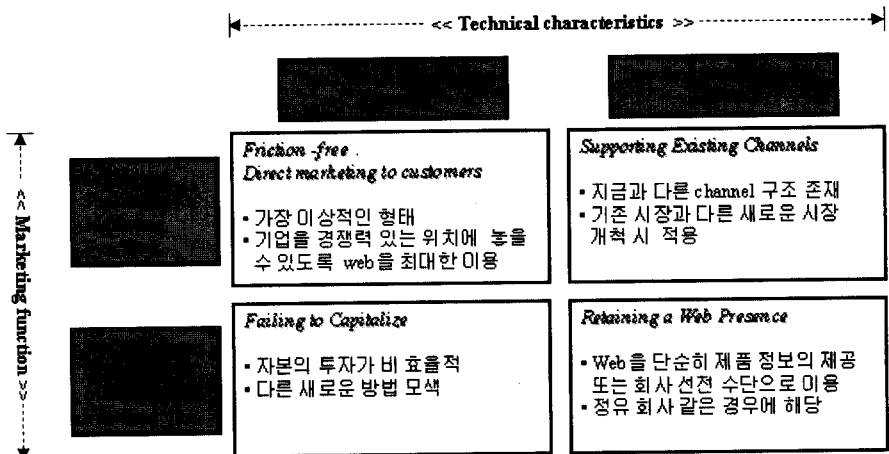 << Technical characteristics >>
<< Marketing function >>
Friction -free .
Direct marketing to customers
• 가장 이상적인 형태
• 기업을 경쟁력 있는 위치에 놓을
수 있도록 web을 최대한 이용
Supporting Existing Channels
• 지금과 다른 channel 구조 존재
• 기존 시장과 다른 새로운 시장
개척 시 적용
Failing to Capitalize
• 자본의 투자가 비 효율적
• 다른 새로운 방법 모색
Retaining a Web Presence
• Web을 단순히 제품 정보의 제공
또는 회사 선전 수단으로 이용
• 정유 회사 같은 경우에 해당